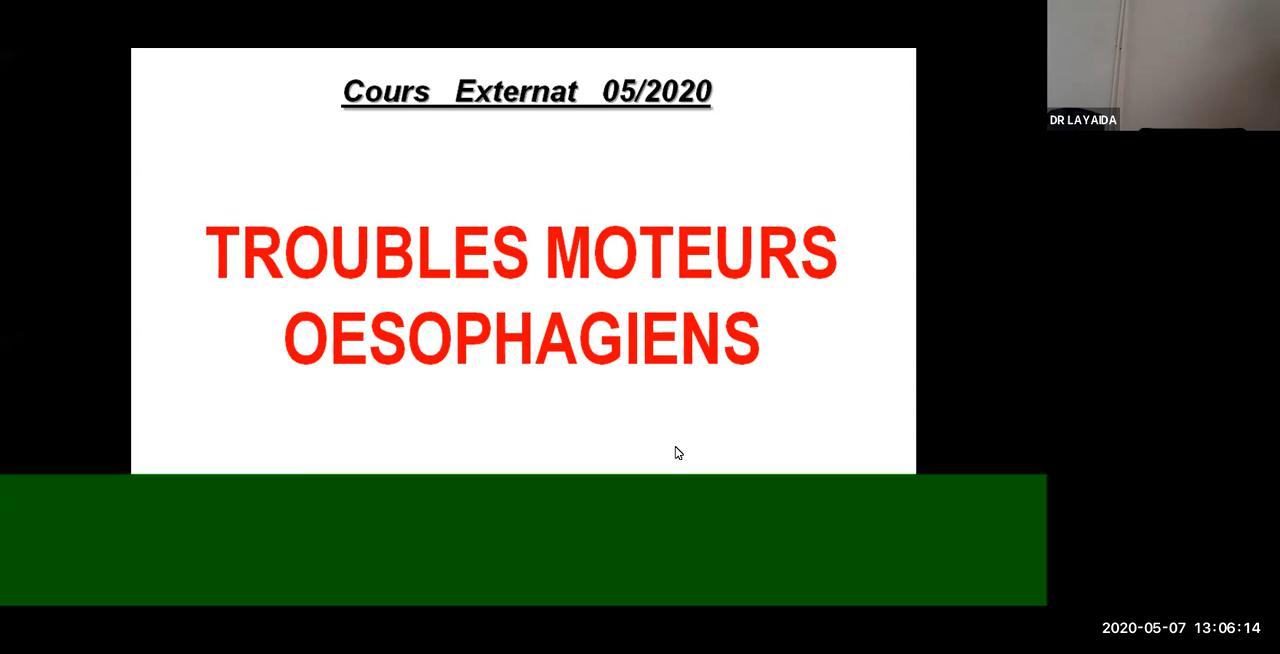 Cours Externat 05/2020
TROUBLES MOTEURS
OESOPHAGIENS
DR LAYAIDA
2020-05-07 13:06:14